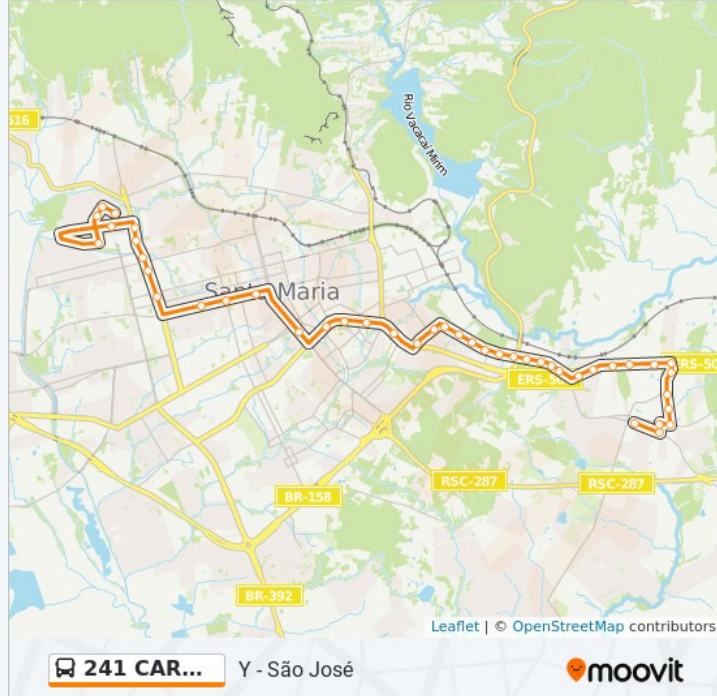 516
Rio Vacacaí Mirim
Santa Maria
ERS-50
ERS-50
RSC-287
RSC-287
BR-158
BR-392
Leaflet | © OpenStreetMap contributors
241 CAR...
Y - São José
moovit